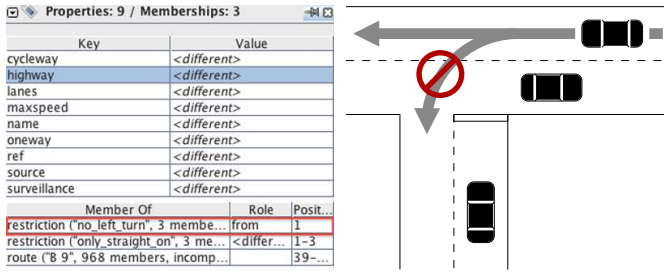 Properties: 9 / Memberships: 3
Key Value
cycleway <different>
highway <different>
lanes <different>
maxspeed <different>
name <different>
oneway <different>
ref <different>
source <different>
surveillance <different>
Member Of Role Posit...
restriction ("no_left_turn", 3 membe... from 1
restriction ("only_straight_on", 3 me... <differ... 1-3
route ("B 9", 968 members, incomp... 39-...